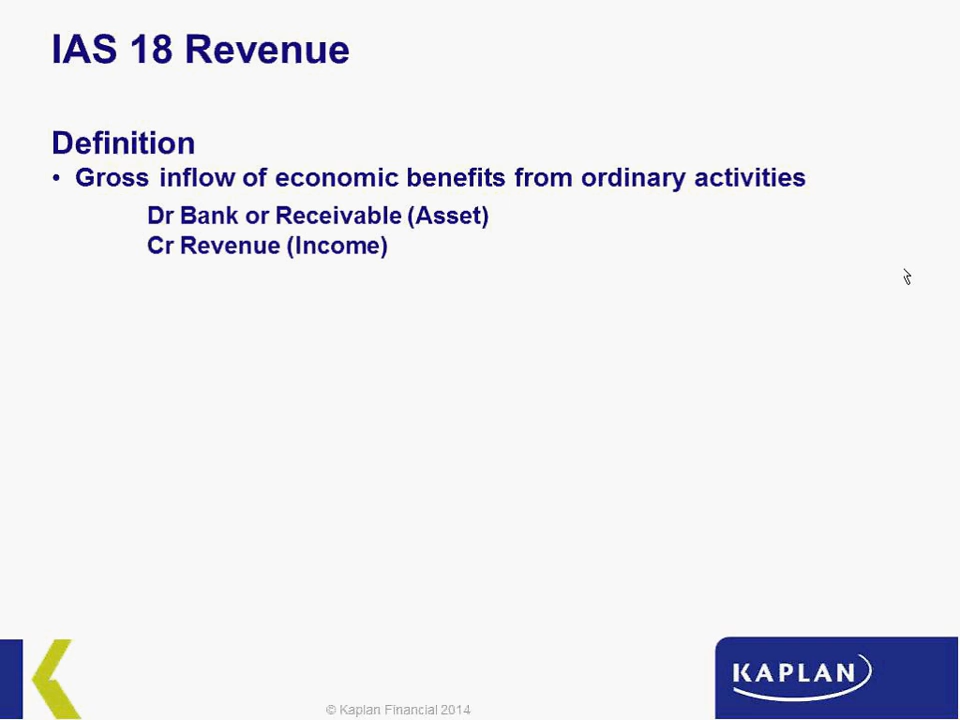 IAS 18 Revenue
Definition
• Gross inflow of economic benefits from ordinary activities
Dr Bank or Receivable (Asset)
Cr Revenue (Income)
KAPLAN
© Kaplan Financial 2014